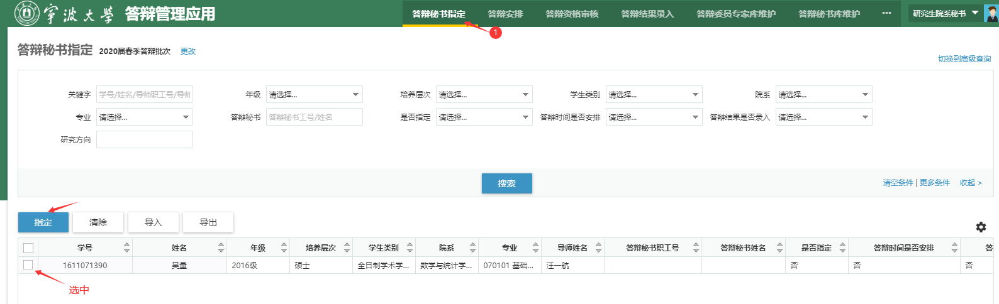 宁波大学 答辩管理应用 答辩秘书指定 答辩安排 答辩资格审核 答辩结果录入 答辩委员专家库维护 答辩秘书库维护 ··· 研究生院系秘书
1
答辩秘书指定 2020届春季答辩批次 更改
切换到高级查询
关键字 学号/姓名/导师职工号/导师 年级 请选择... 培养层次 请选择... 学生类别 请选择... 院系 请选择...
专业 请选择... 答辩秘书 答辩秘书工号/姓名 是否指定 请选择... 答辩时间是否安排 请选择... 答辩结果是否录入 请选择...
研究方向
搜索 清空条件 | 更多条件 收起 >
指定 清除 导入 导出
学号 姓名 年级 培养层次 学生类别 院系 专业 导师姓名 答辩秘书职工号 答辩秘书姓名 是否指定 答辩时间是否安排 答
1611071390 吴量 2016级 硕士 全日制学术学... 数学与统计学... 070101 基础... 汪一航 否 否 否
选中